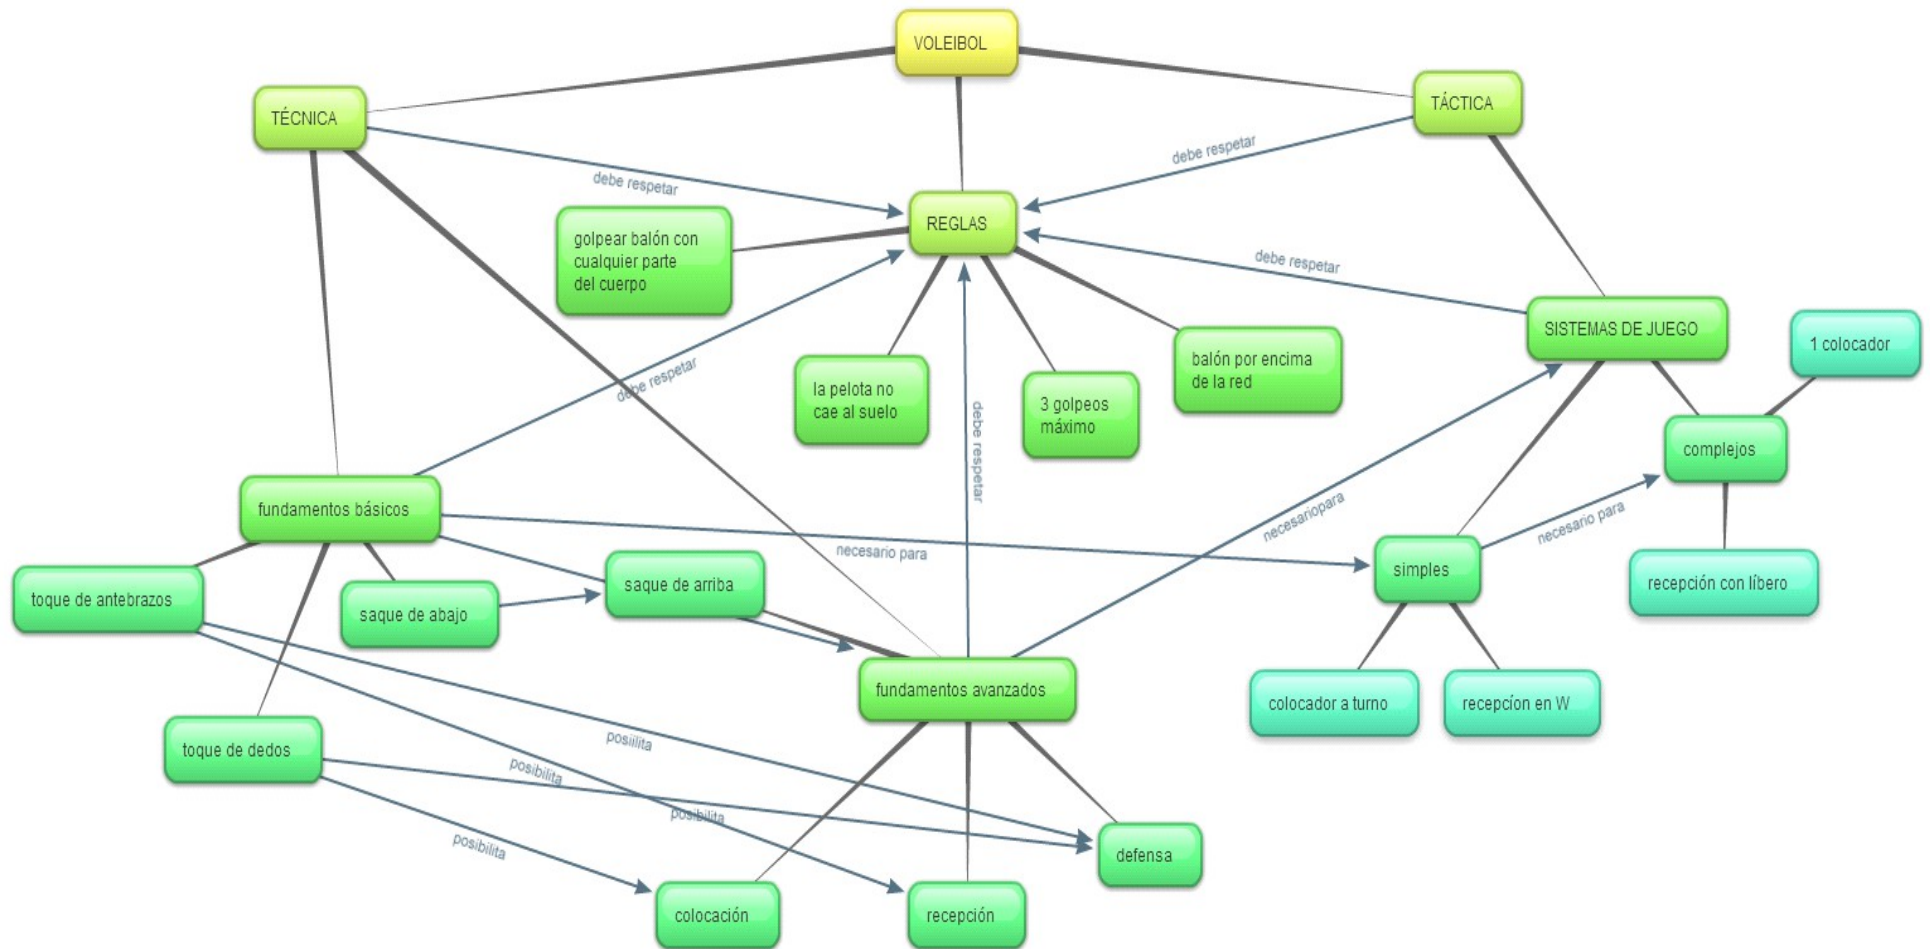 VOLEIBOL
TÉCNICA
TÁCTICA
debe respetar
debe respetar
REGLAS
golpear balón con
cualquier parte
del cuerpo
debe respetar
SISTEMAS DE JUEGO
1 colocador
la pelota no
cae al suelo
3 golpeos
máximo
balón por encima
de la red
debe respetar
debe respetar
complejos
fundamentos básicos
necesario para
necesariopara
necesario para
simples
recepción con líbero
toque de antebrazos
saque de abajo
saque de arriba
fundamentos avanzados
colocador a turno
recepcíon en W
toque de dedos
posiilita
posibilita
posibilita
posibilita
defensa
colocación
recepción